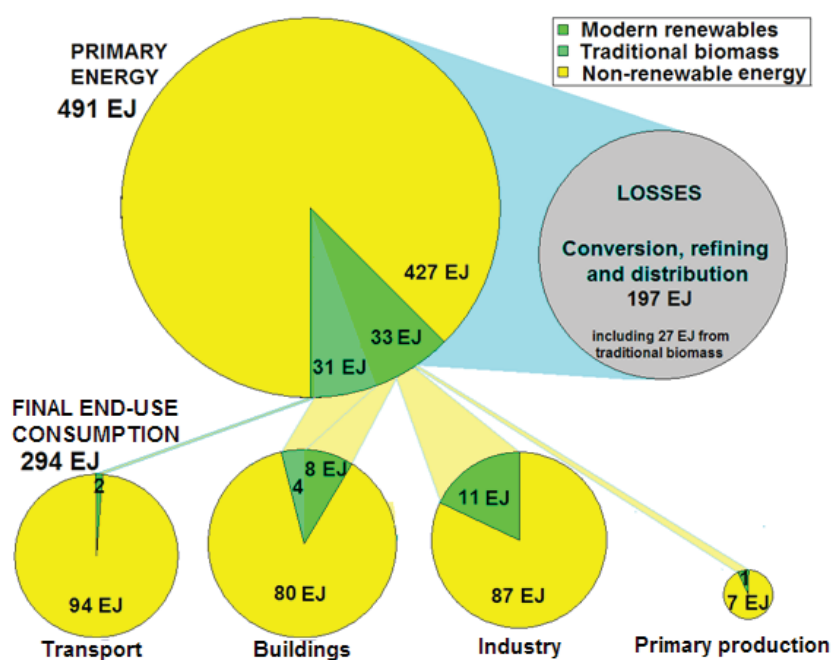 PRIMARY
ENERGY
491 EJ
Modern renewables
Traditional biomass
Non-renewable energy
LOSSES
Conversion, refining
and distribution
197 EJ
including 27 EJ from
traditional biomass
427 EJ
33 EJ
31 EJ
FINAL END-USE
CONSUMPTION
294 EJ
2
94 EJ
Transport
8 EJ
4
80 EJ
Buildings
11 EJ
87 EJ
Industry
1
7 EJ
Primary production